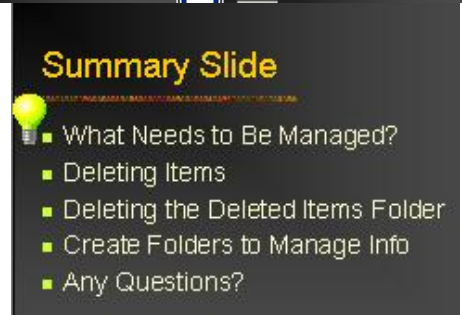 Summary Slide
What Needs to Be Managed?
Deleting Items
Deleting the Deleted Items Folder
Create Folders to Manage Info
Any Questions?